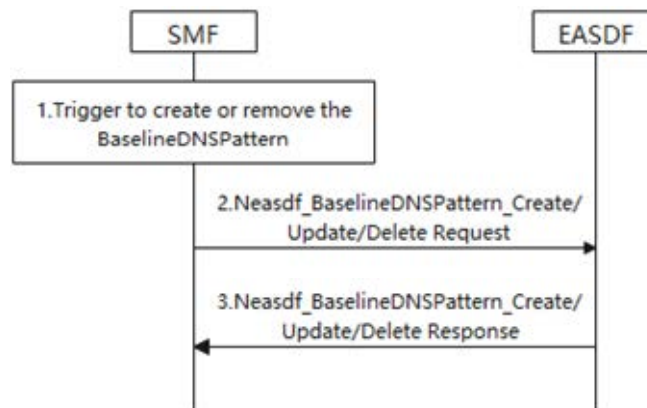 SMF
EASDF
1.Trigger to create or remove the
BaselineDNSPattern
2.Neasdf_BaselineDNSPattern_Create/
Update/Delete Request
3.Neasdf_BaselineDNSPattern_Create/
Update/Delete Response